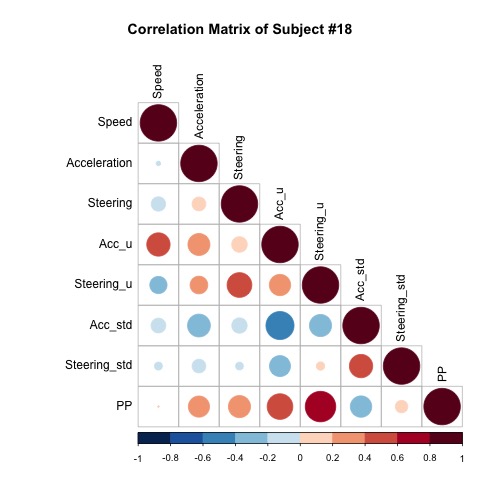 Correlation Matrix of Subject #18
Speed
Acceleration
Steering
Acc_u
Steering_u
Acc_std
Steering_std
PP
Speed
Acceleration
Steering
Acc_u
Steering_u
Acc_std
Steering_std
PP
-1 -0.8 -0.6 -0.4 -0.2 0 0.2 0.4 0.6 0.8 1